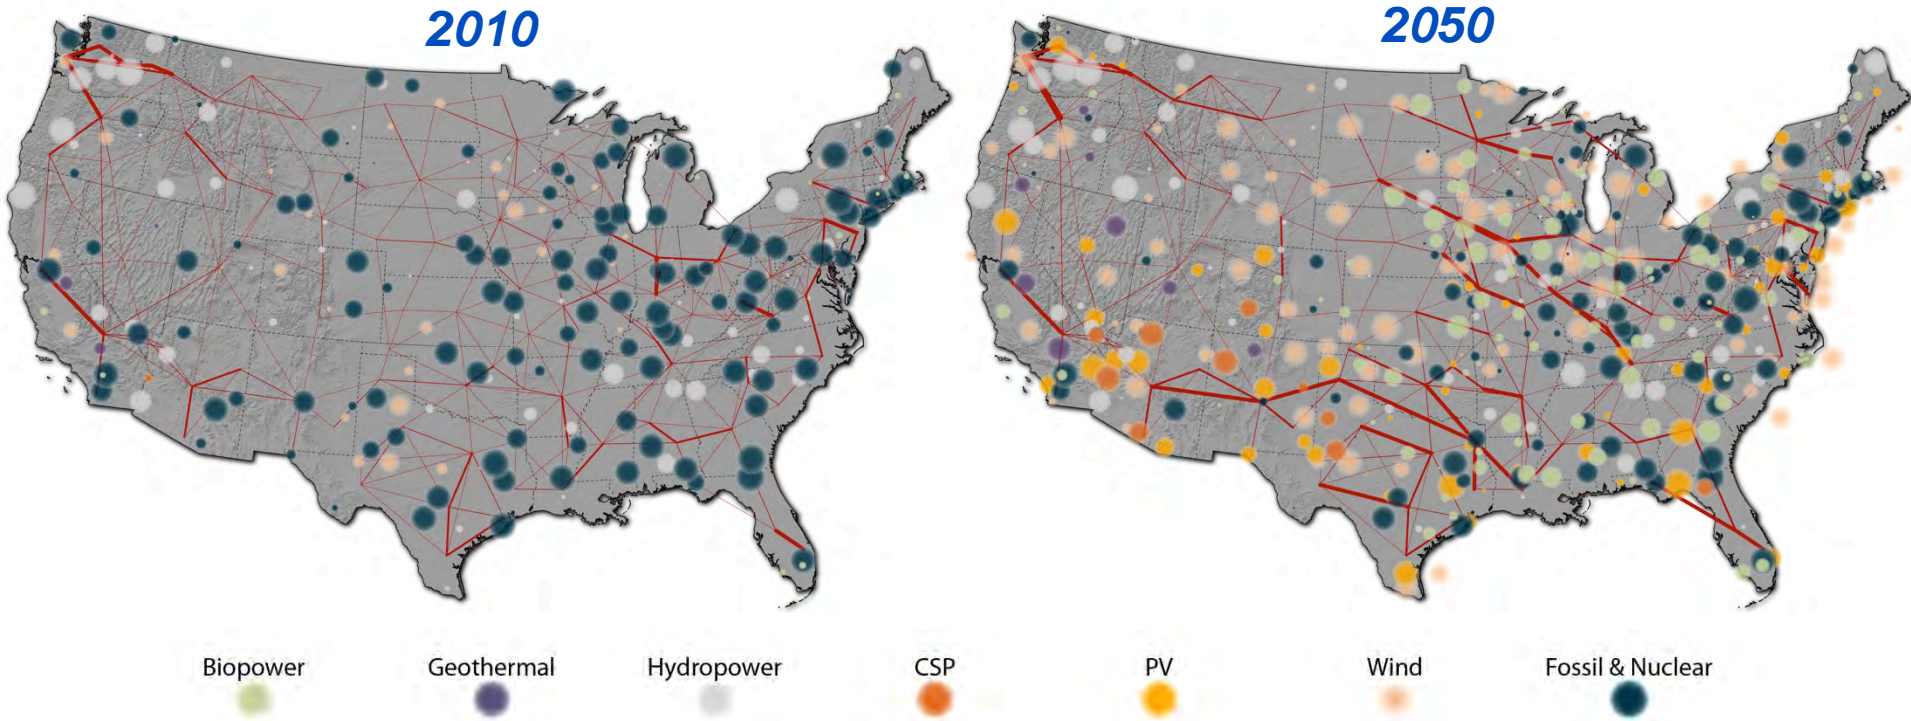 2010
2050
Biopower
Geothermal
Hydropower
CSP
PV
Wind
Fossil & Nuclear